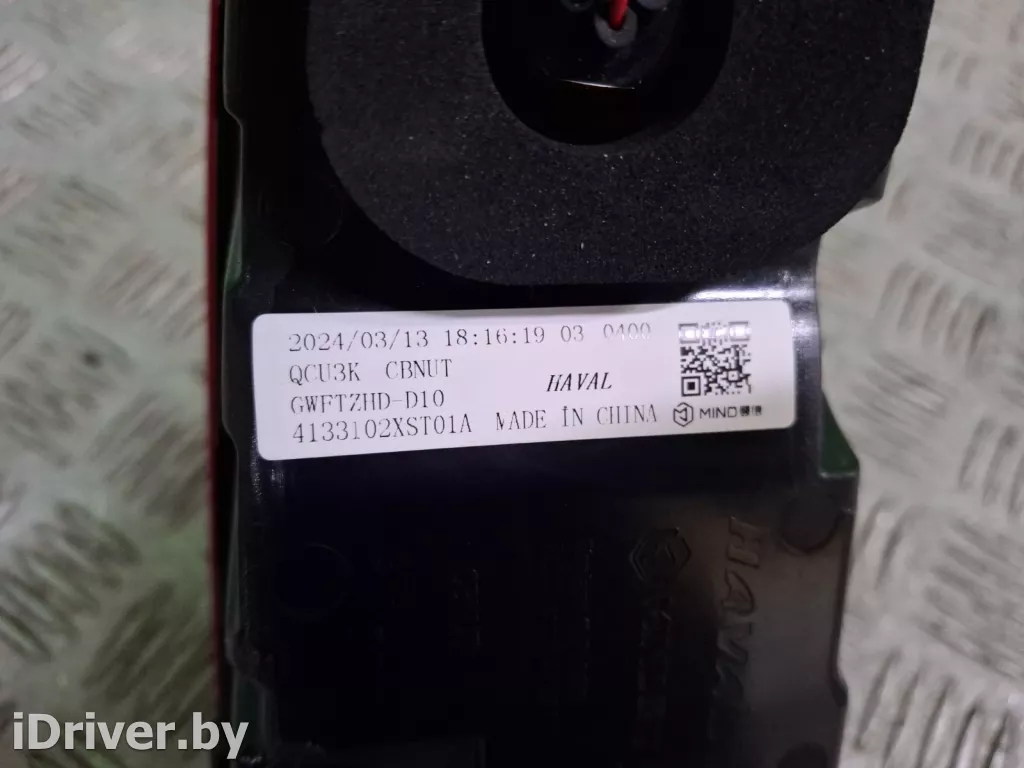 2024/03/13 18:16:19 03 0400
QCU3K CBNUT
HAVAL
GWFTZHD-D10
4133102XST01A MADE IN CHINA MIND
HAVAL
iDriver.by